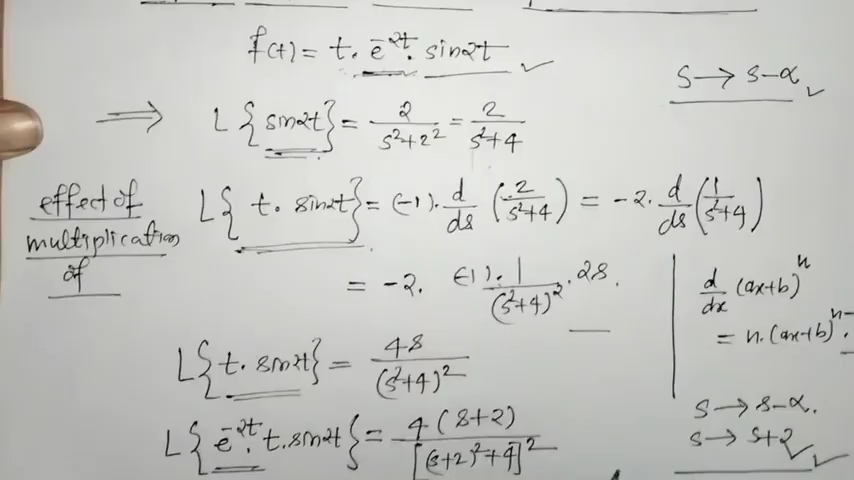 f(t) = t. e^-2t. sin2t
s → s-α
⇒ L{sin2t} = 2/(s²+2²) = 2/(s²+4)
effect of
multiplication
of
L{t. sin2t} = (-1). d/ds (2/(s²+4)) = -2. d/ds (1/(s²+4))
= -2. (-1). 1/(s²+4)². 2s.
d/dx (ax+b)^n
= n. (ax+b)^n-
L{t. sin2t} = 4s/(s²+4)²
s → s-α.
s → s+2
L{e^-2t. t. sin2t} = 4(s+2)/[(s+2)²+4]²